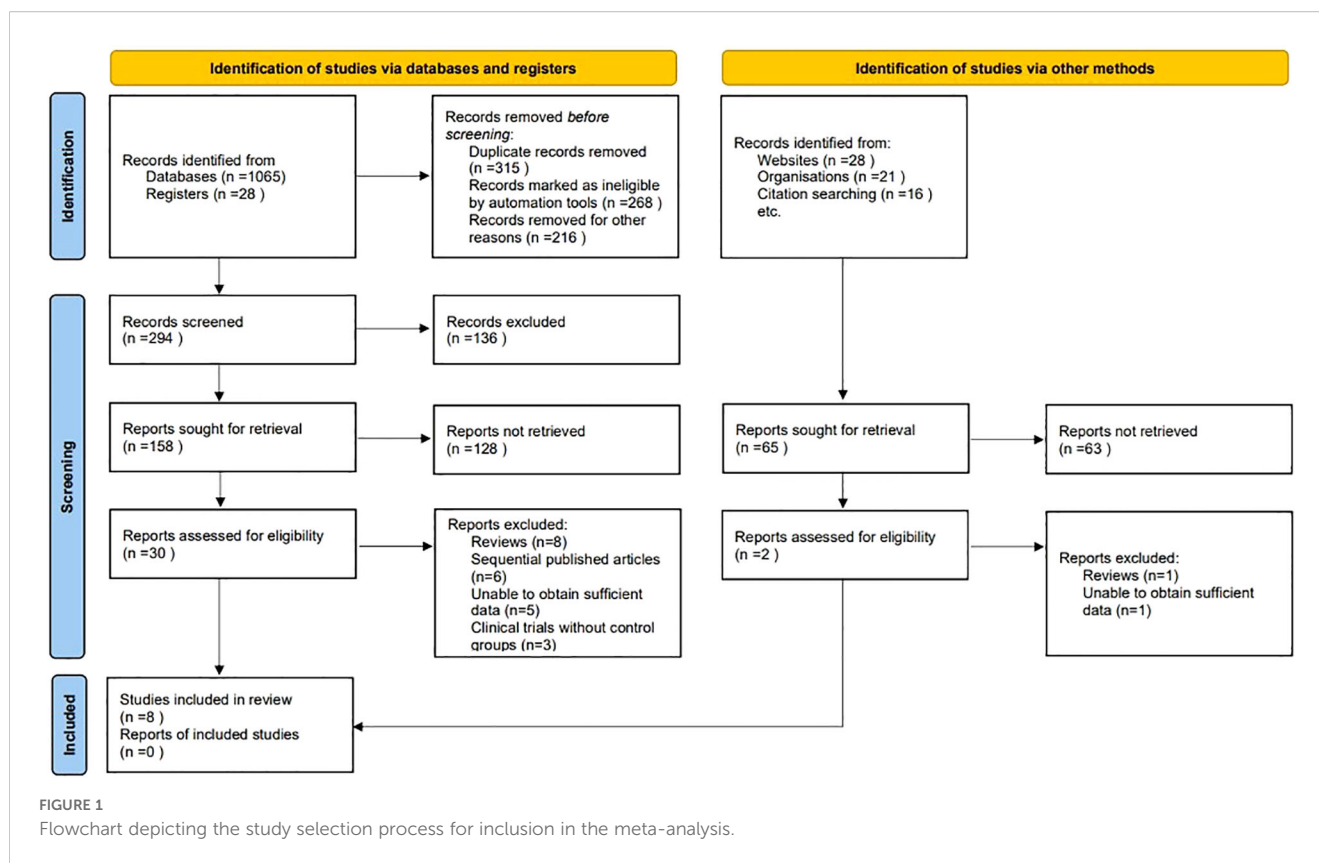 Identification of studies via databases and registers
Identification of studies via other methods
Identification
Records identified from
Databases (n =1065)
Registers (n =28 )
Records removed before
screening:
Duplicate records removed
(n =315 )
Records marked as ineligible
by automation tools (n =268 )
Records removed for other
reasons (n =216 )
Records identified from:
Websites (n =28 )
Organisations (n =21 )
Citation searching (n =16 )
etc.
Screening
Records screened
(n =294 )
Records excluded
(n =136 )
Reports sought for retrieval
(n =158 )
Reports not retrieved
(n =128 )
Reports sought for retrieval
(n =65 )
Reports not retrieved
(n =63 )
Reports assessed for eligibility
(n =30 )
Reports excluded:
Reviews (n=8)
Sequential published articles
(n=6)
Unable to obtain sufficient
data (n=5)
Clinical trials without control
groups (n=3)
Reports assessed for eligibility
(n =2 )
Reports excluded:
Reviews (n=1)
Unable to obtain sufficient
data (n=1)
Included
Studies included in review
(n =8 )
Reports of included studies
(n =0 )
FIGURE 1
Flowchart depicting the study selection process for inclusion in the meta-analysis.